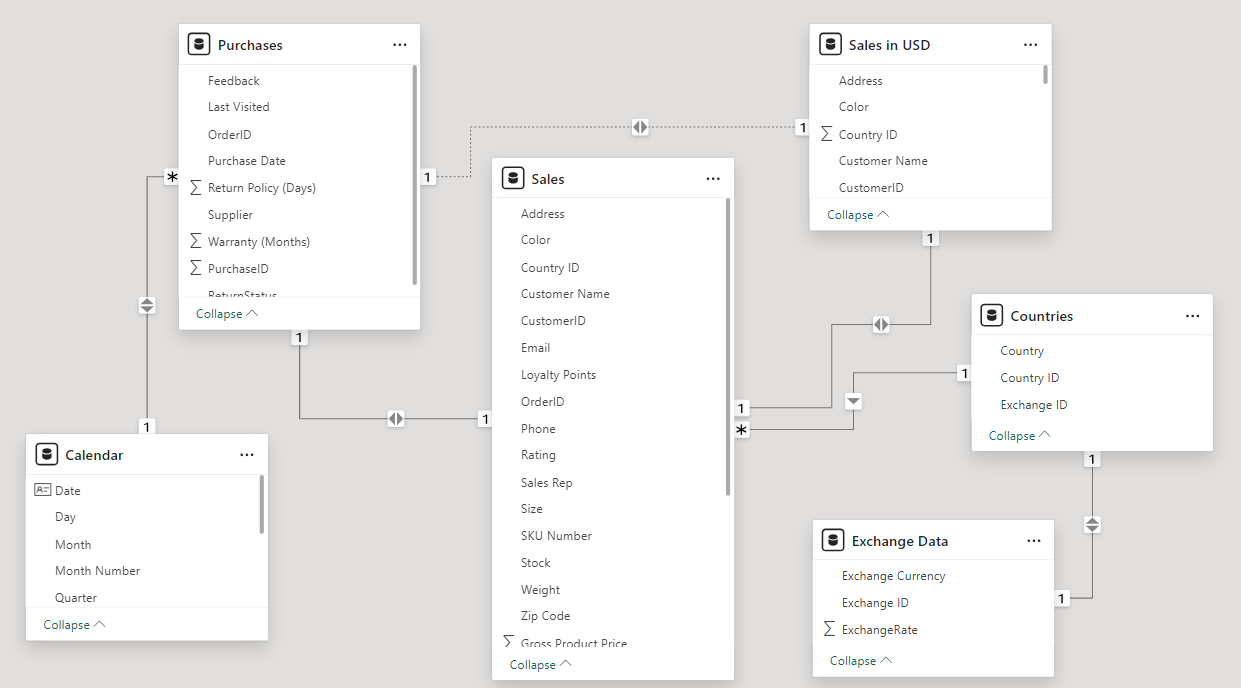 Purchases
Feedback
Last Visited
OrderID
Purchase Date
Return Policy (Days)
Supplier
Warranty (Months)
PurchaseID
ReturnStatus
Collapse
1
*
1
Sales in USD
Address
Color
Country ID
Customer Name
CustomerID
Collapse
1
1
Sales
Address
Color
Country ID
Customer Name
CustomerID
Email
Loyalty Points
OrderID
Phone
Rating
Sales Rep
Size
SKU Number
Stock
Weight
Zip Code
Gross Product Price
Collapse
1
1
*
Countries
Country
Country ID
Exchange ID
Collapse
1
1
Calendar
Date
Day
Month
Month Number
Quarter
Collapse
1
Exchange Data
Exchange Currency
Exchange ID
ExchangeRate
Collapse
1